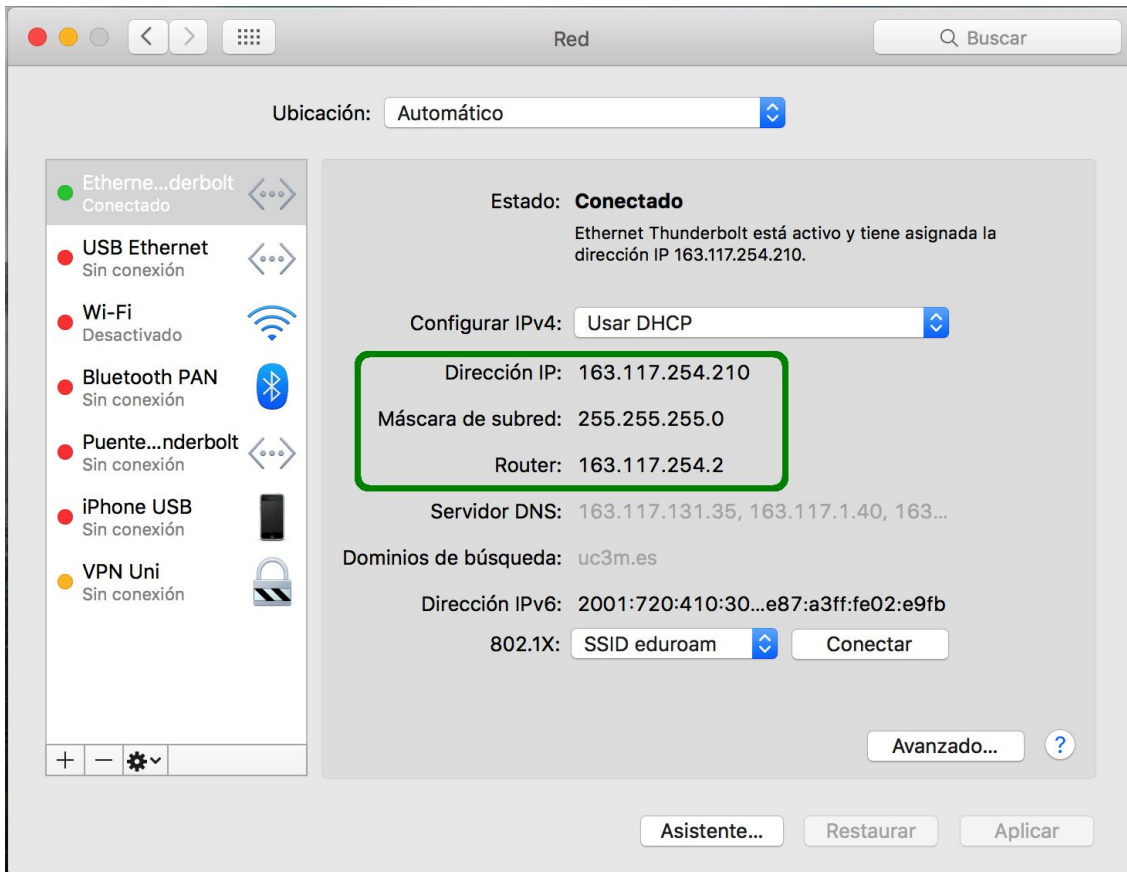 Red
Buscar
Ubicación: Automático
Etherne...derbolt
Conectado
USB Ethernet
Sin conexión
Wi-Fi
Desactivado
Bluetooth PAN
Sin conexión
Puente...nderbolt
Sin conexión
iPhone USB
Sin conexión
VPN Uni
Sin conexión
Estado: Conectado
Ethernet Thunderbolt está activo y tiene asignada la
dirección IP 163.117.254.210.
Configurar IPv4: Usar DHCP
Dirección IP: 163.117.254.210
Máscara de subred: 255.255.255.0
Router: 163.117.254.2
Servidor DNS: 163.117.131.35, 163.117.1.40, 163...
Dominios de búsqueda: uc3m.es
Dirección IPv6: 2001:720:410:30...e87:a3ff:fe02:e9fb
802.1X: SSID eduroam Conectar
Avanzado... ?
Asistente... Restaurar Aplicar